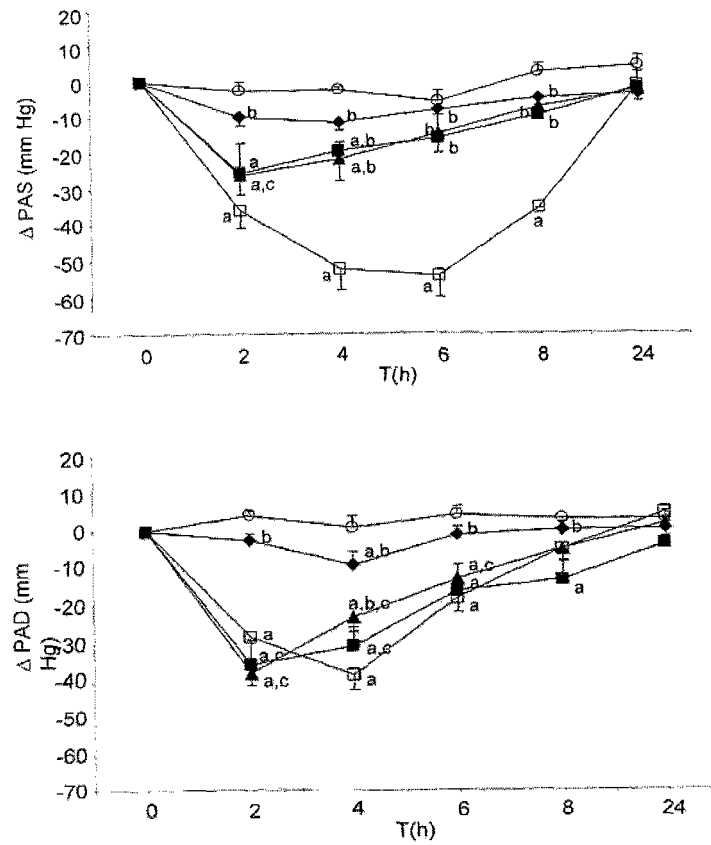 20
10
0
-10
-20
-30
-40
-50
-60
-70
Δ PAS (mm Hg)
b
b
b
b
b
b
b
a
a,b
a,c
a,b
a
a
a
a
0 2 4 6 8 24
T(h)
20
10
0
-10
-20
-30
-40
-50
-60
-70
Δ PAD (mm
Hg)
b
a,b
b
b
a
a,c
a,c
a,b,c
a,c
a
a,c
a
a
0 2 4 6 8 24
T(h)